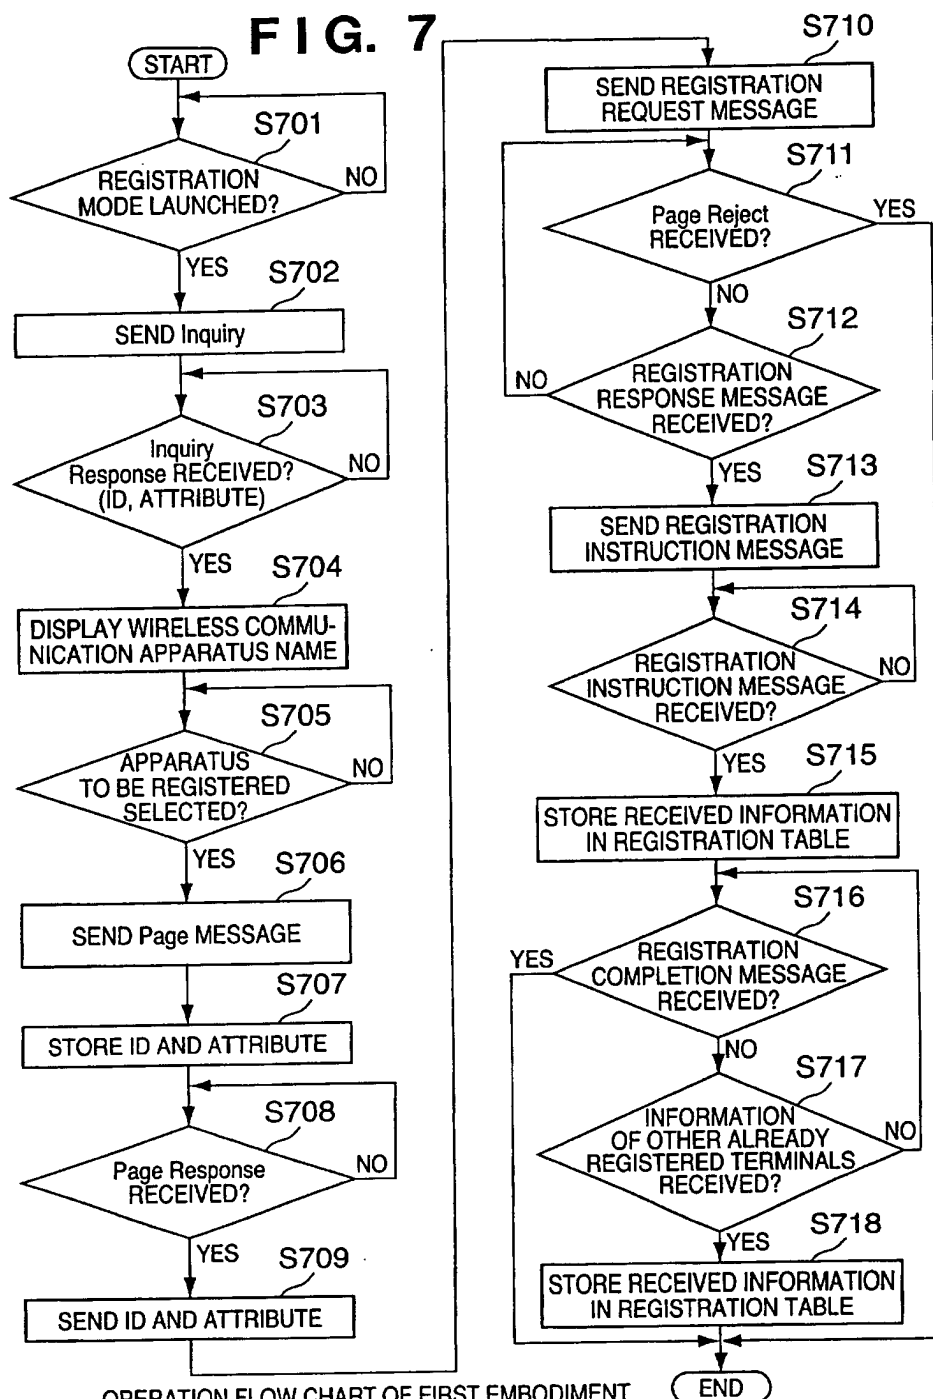 FIG. 7
START
S701
REGISTRATION
MODE LAUNCHED?
NO
YES
S702
SEND Inquiry
S703
Inquiry
Response RECEIVED?
(ID, ATTRIBUTE)
NO
YES
S704
DISPLAY WIRELESS COMMU-
NICATION APPARATUS NAME
S705
APPARATUS
TO BE REGISTERED
SELECTED?
NO
YES
S706
SEND Page MESSAGE
S707
STORE ID AND ATTRIBUTE
S708
Page Response
RECEIVED?
NO
YES
S709
SEND ID AND ATTRIBUTE
S710
SEND REGISTRATION
REQUEST MESSAGE
S711
Page Reject
RECEIVED?
YES
NO
S712
REGISTRATION
RESPONSE MESSAGE
RECEIVED?
NO
YES
S713
SEND REGISTRATION
INSTRUCTION MESSAGE
S714
REGISTRATION
INSTRUCTION MESSAGE
RECEIVED?
NO
YES
S715
STORE RECEIVED INFORMATION
IN REGISTRATION TABLE
S716
REGISTRATION
COMPLETION MESSAGE
RECEIVED?
YES
NO
S717
INFORMATION
OF OTHER ALREADY
REGISTERED TERMINALS
RECEIVED?
NO
YES
S718
STORE RECEIVED INFORMATION
IN REGISTRATION TABLE
END
OPERATION FLOW CHART OF FIRST EMBODIMENT